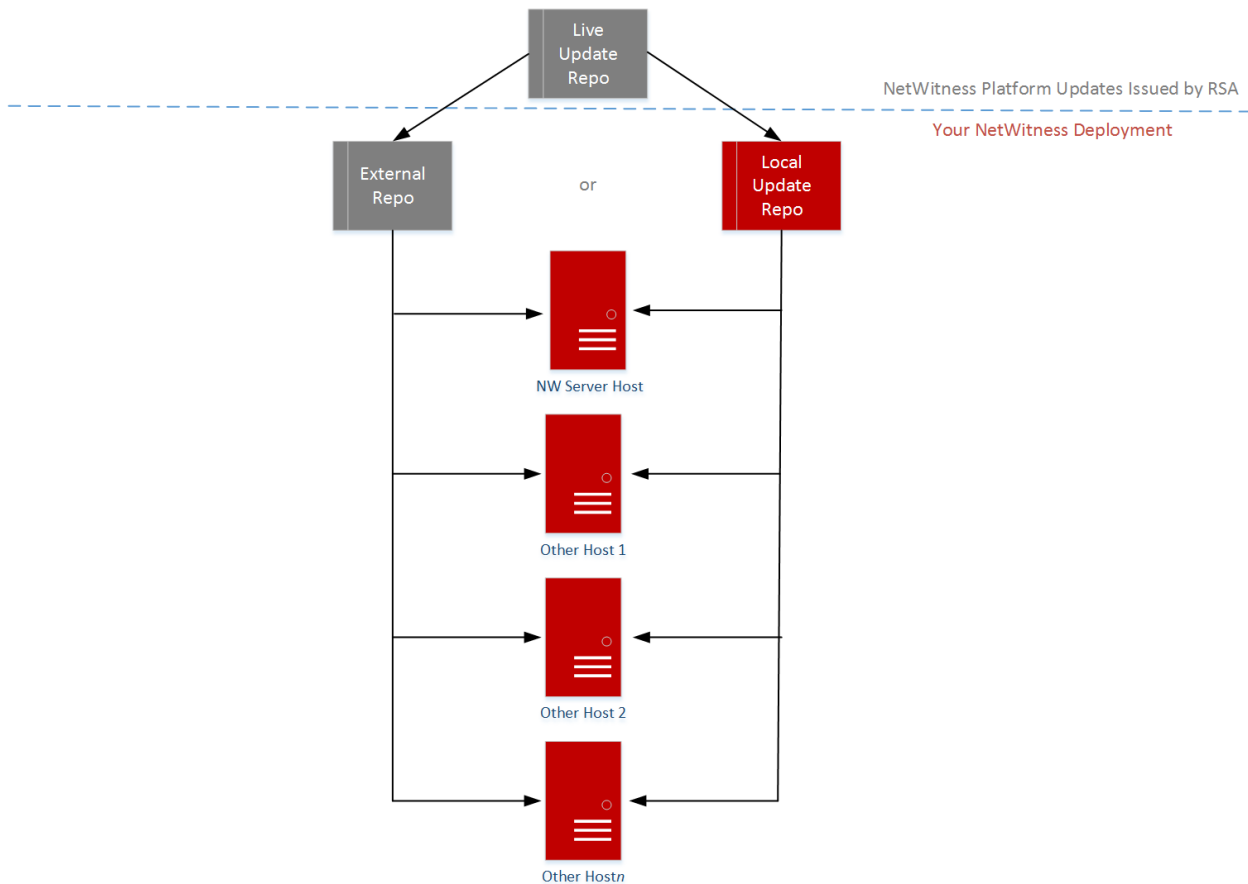 Live
Update
Repo
NetWitness Platform Updates Issued by RSA
Your NetWitness Deployment
External
Repo
or
Local
Update
Repo
NW Server Host
Other Host 1
Other Host 2
Other Hostn